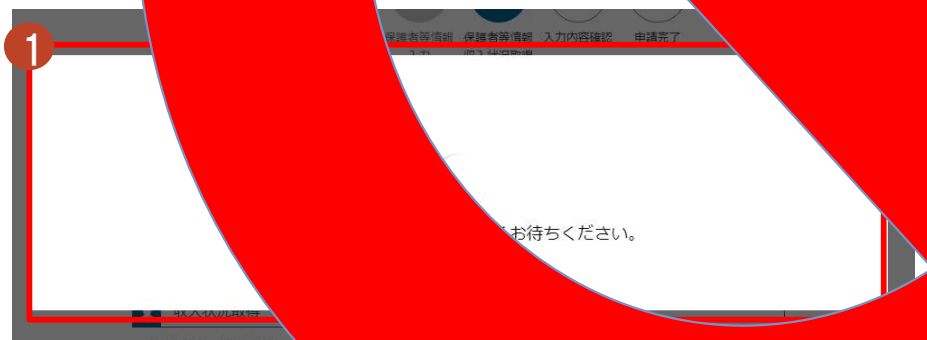 保護者等情報 保護者等情報 入力内容確認 申請完了
入力 収入状況取得
1
お待ちください。
収入状況取得